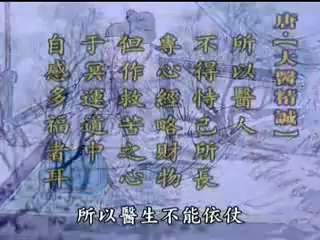 唐·【大醫精誠】
所以醫人
不得恃己所長
專心經略財物
但作救苦之心
于冥運道中
自感多福者耳
所以醫生不能依仗